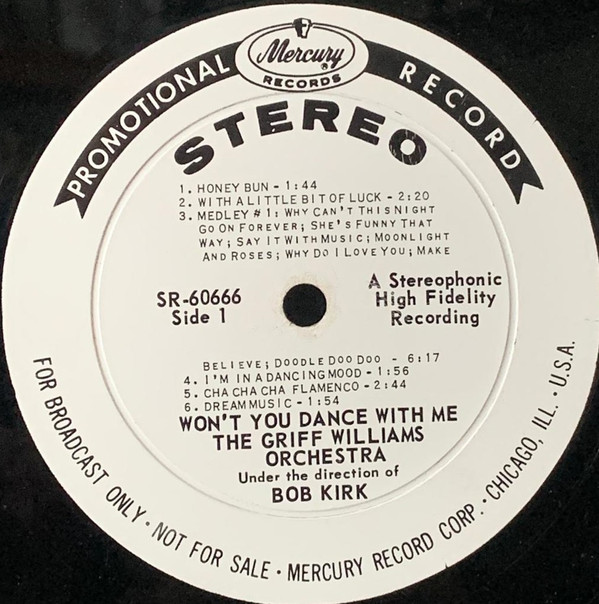 PROMOTIONAL RECORD
Mercury
RECORDS
STEREO
1. HONEY BUN - 1:44
2. WITH A LITTLE BIT OF LUCK - 2:20
3. MEDLEY #1: WHY CAN'T THIS NIGHT
GO ON FOREVER; SHE'S FUNNY THAT
WAY; SAY IT WITH MUSIC; MOONLIGHT
AND ROSES; WHY DO I LOVE YOU; MAKE
SR-60666
Side 1
A Stereophonic
High Fidelity
Recording
BELIEVE; DOODLE DOO DOO - 6:17
4. I'M IN A DANCING MOOD - 1:56
5. CHA CHA CHA FLAMENCO - 2:44
6. DREAM MUSIC - 1:54
WON'T YOU DANCE WITH ME
THE GRIFF WILLIAMS
ORCHESTRA
Under the direction of
BOB KIRK
FOR BROADCAST ONLY • NOT FOR SALE • MERCURY RECORD CORP. • CHICAGO, ILL. • U.S.A.